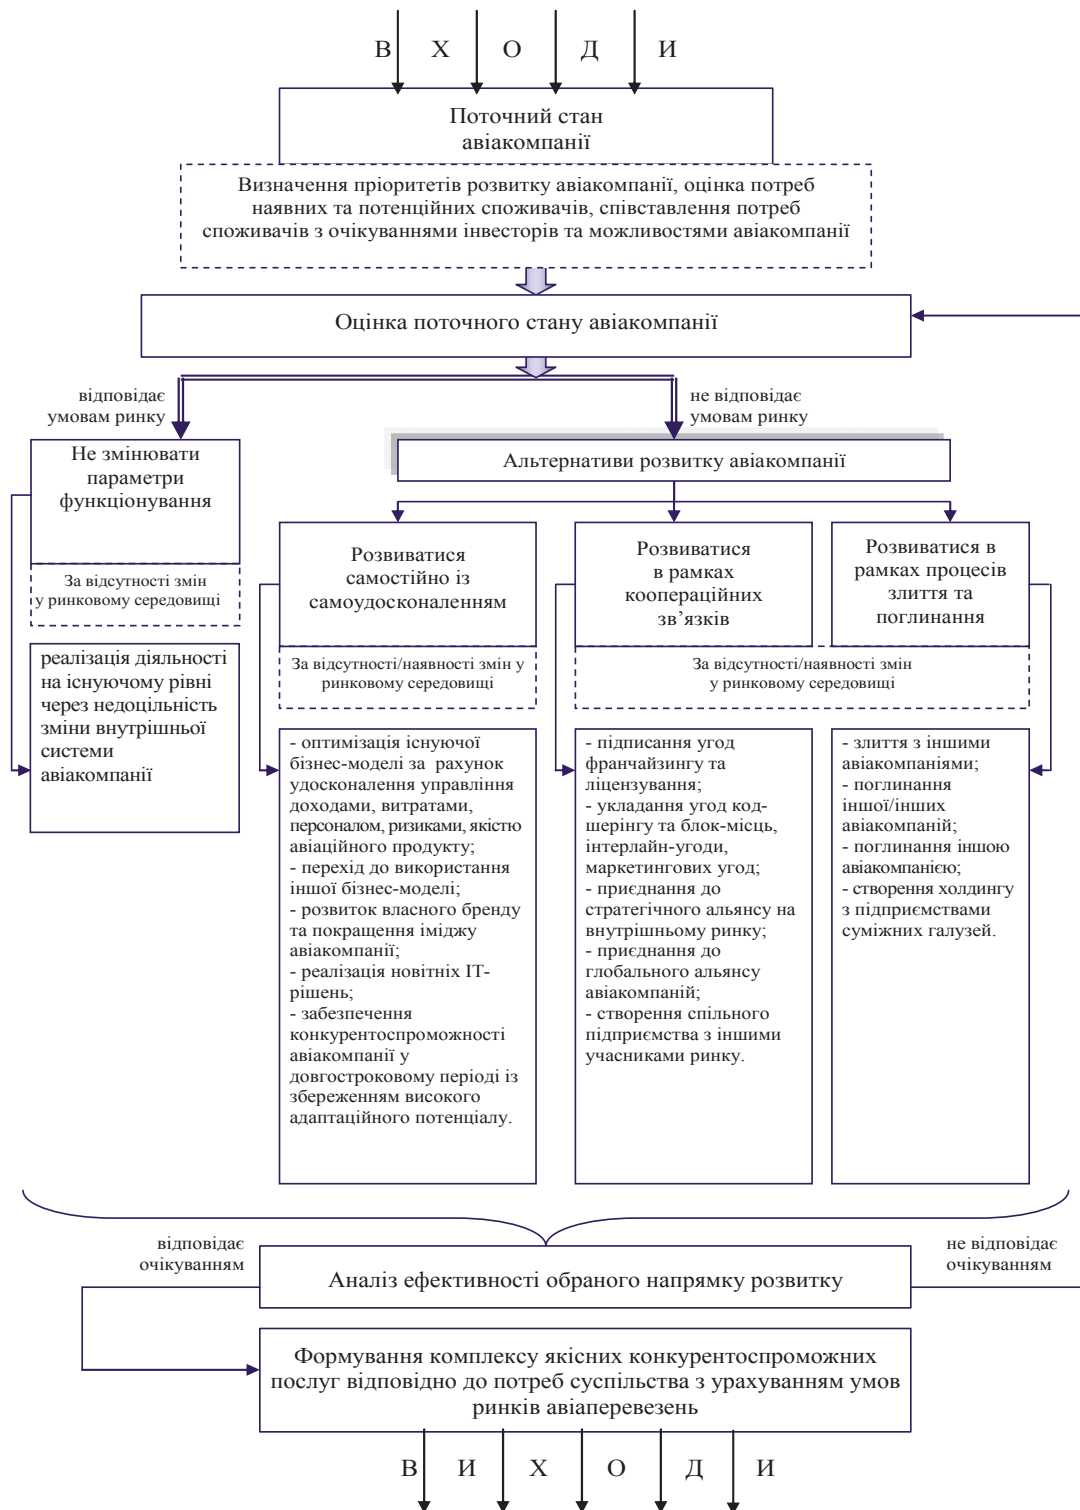 В Х О Д И
Поточний стан
авіакомпанії
Визначення пріоритетів розвитку авіакомпанії, оцінка потреб
наявних та потенційних споживачів, співставлення потреб
споживачів з очікуваннями інвесторів та можливостями авіакомпанії
Оцінка поточного стану авіакомпанії
відповідає
умовам ринку
не відповідає
умовам ринку
Не змінювати
параметри
функціонування
За відсутності змін
у ринковому середовищі
реалізація діяльності
на існуючому рівні
через недоцільність
зміни внутрішньої
системи
авіакомпанії
Альтернативи розвитку авіакомпанії
Розвиватися
самостійно із
самоудосконаленням
За відсутності/наявності змін у
ринковому середовищі
- оптимізація існуючої
бізнес-моделі за рахунок
удосконалення управління
доходами, витратами,
персоналом, ризиками, якістю
авіаційного продукту;
- перехід до використання
іншої бізнес-моделі;
- розвиток власного бренду
та покращення іміджу
авіакомпанії;
- реалізація новітніх ІТ-
рішень;
- забезпечення
конкурентоспроможності
авіакомпанії у
довгостроковому періоді із
збереженням високого
адаптаційного потенціалу.
Розвиватися
в рамках
коопераційних
зв’язків
Розвиватися в
рамках процесів
злиття та
поглинання
За відсутності/наявності змін
у ринковому середовищі
- підписання угод
франчайзингу та
ліцензування;
- укладання угод код-
шерінгу та блок-місць,
інтерлайн-угоди,
маркетингових угод;
- приєднання до
стратегічного альянсу на
внутрішньому ринку;
- приєднання до
глобального альянсу
авіакомпаній;
- створення спільного
підприємства з іншими
учасниками ринку.
- злиття з іншими
авіакомпаніями;
- поглинання
іншої/інших
авіакомпаній;
- поглинання іншою
авіакомпанією;
- створення холдингу
з підприємствами
суміжних галузей.
відповідає
очікуванням
Аналіз ефективності обраного напрямку розвитку
не відповідає
очікуванням
Формування комплексу якісних конкурентоспроможних
послуг відповідно до потреб суспільства з урахуванням умов
ринків авіаперевезень
В И Х О Д И